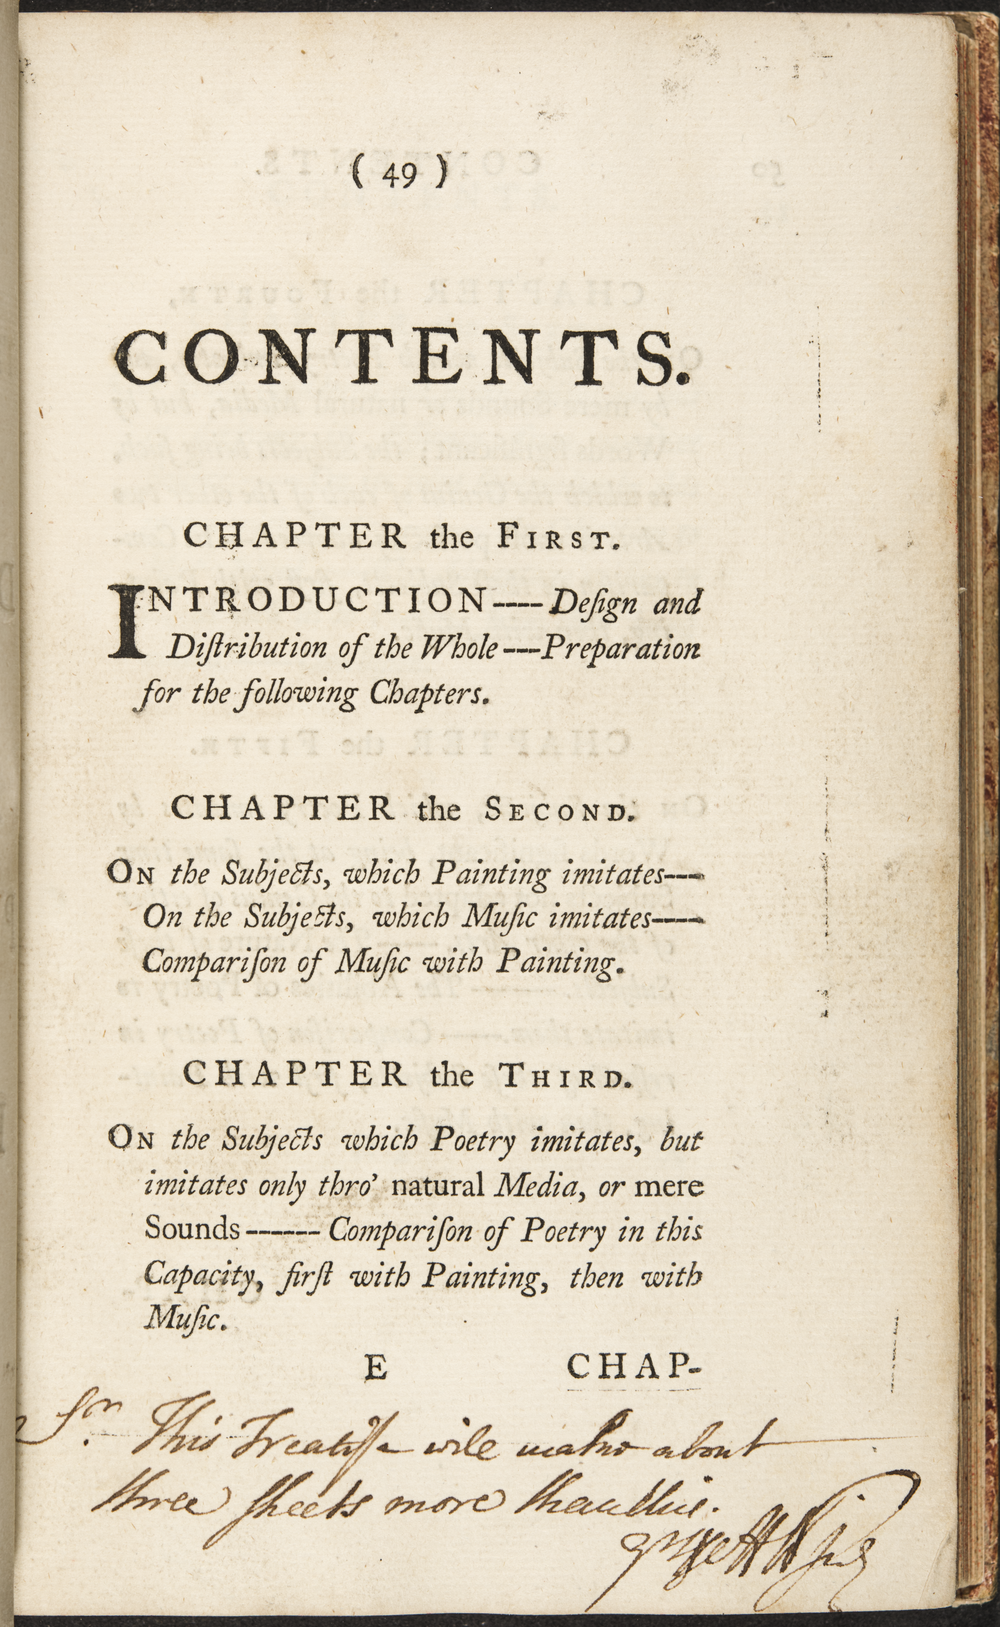 ( 49 )
CONTENTS.
CHAPTER the FIRST.
INTRODUCTION----Deſign and
Diſtribution of the Whole---Preparation
for the following Chapters.
CHAPTER the SECOND.
ON the Subjects, which Painting imitates---
On the Subjects, which Muſic imitates----
Compariſon of Muſic with Painting.
CHAPTER the THIRD.
ON the Subjects which Poetry imitates, but
imitates only thro' natural Media, or mere
Sounds------Compariſon of Poetry in this
Capacity, firſt with Painting, then with
Muſic.
E CHAP-
This Treatiſe will make about
three ſheets more than this.